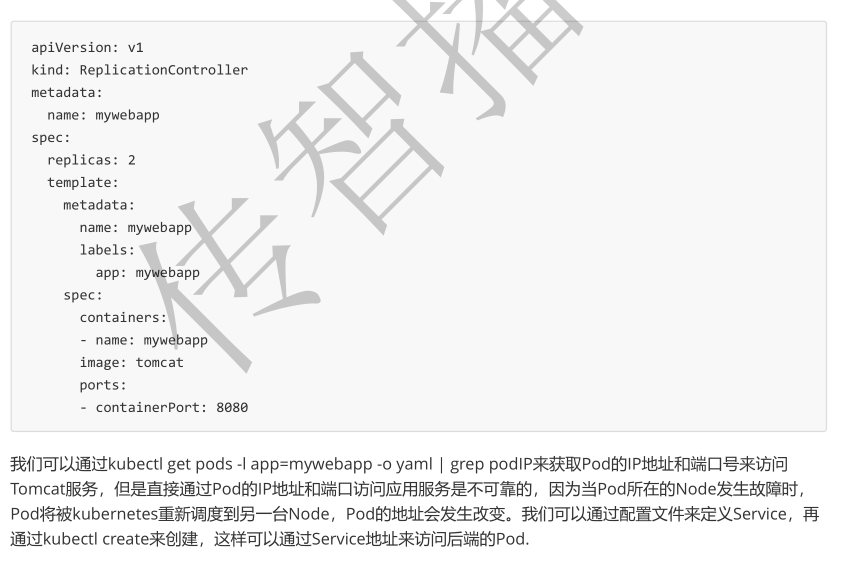 apiVersion: v1
kind: ReplicationController
metadata:
  name: mywebapp
spec:
  replicas: 2
  template:
    metadata:
      name: mywebapp
      labels:
        app: mywebapp
    spec:
      containers:
      - name: mywebapp
      image: tomcat
      ports:
      - containerPort: 8080
我们可以通过kubectl get pods -l app=mywebapp -o yaml | grep podIP来获取Pod的IP地址和端口号来访问
Tomcat服务，但是直接通过Pod的IP地址和端口访问应用服务是不可靠的，因为当Pod所在的Node发生故障时，
Pod将被kubernetes重新调度到另一台Node，Pod的地址会发生改变。我们可以通过配置文件来定义Service，再
通过kubectl create来创建，这样可以通过Service地址来访问后端的Pod.
传智播